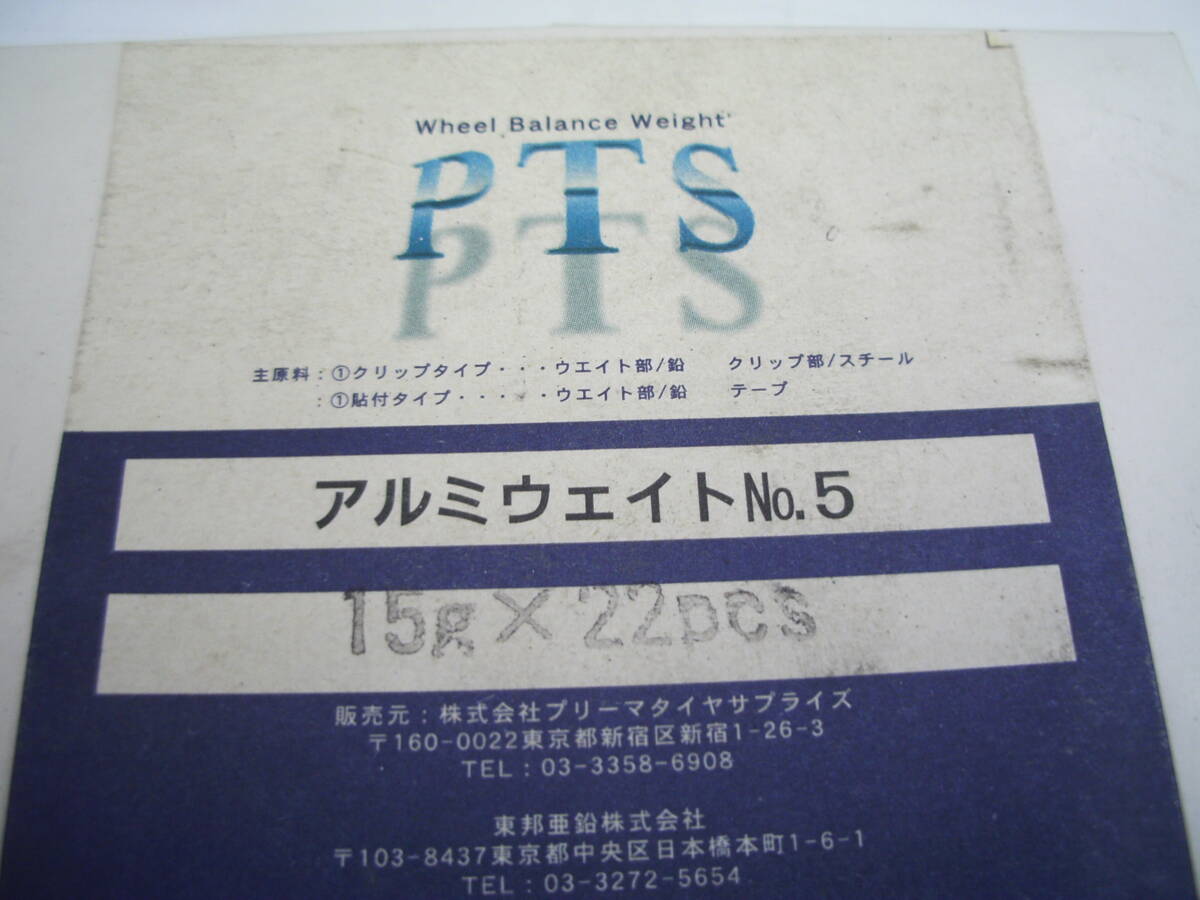 Wheel Balance Weight
PTS
主原料:①クリップタイプ・・・ウエイト部/鉛 クリップ部/スチール
:①貼付タイプ・・・・・ウエイト部/鉛 テープ
アルミウェイト№.5
15g×22pcs
販売元:株式会社プリーマタイヤサプライズ
〒160-0022東京都新宿区新宿1-26-3
TEL:03-3358-6908
東邦亜鉛株式会社
〒103-8437東京都中央区日本橋本町1-6-1
TEL:03-3272-5654